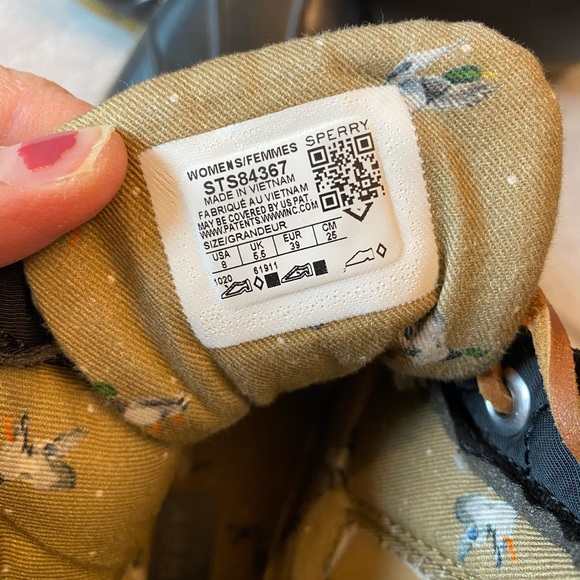 WOMENS/FEMMES
SPERRY
STS84367
MADE IN VIETNAM
FABRIQUÉ AU VIETNAM
MAY BE COVERED BY US PAT.
WWW.PATENTS.WWWINC.COM
SIZE/GRANDEUR
USA UK EUR CM
8 5.5 39 25
1020 61911